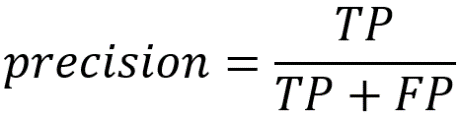 precision = TP / TP + FP